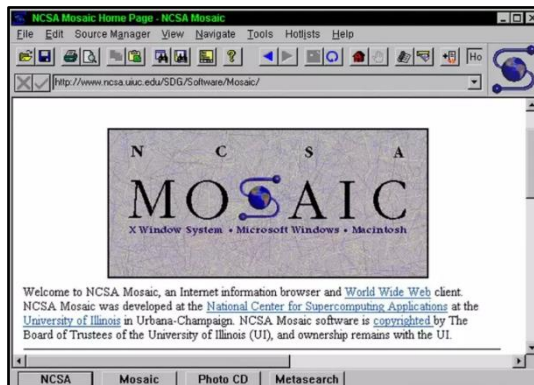 NCSA Mosaic Home Page - NCSA Mosaic
File Edit Source Manager View Navigate Tools Hotlists Help
Ho
http://www.ncsa.uiuc.edu/SDG/Software/Mosaic/
N C S A
MOSAIC
X Window System • Microsoft Windows • Macintosh
Welcome to NCSA Mosaic, an Internet information browser and World Wide Web client.
NCSA Mosaic was developed at the National Center for Supercomputing Applications at the
University of Illinois in Urbana-Champaign. NCSA Mosaic software is copyrighted by The
Board of Trustees of the University of Illinois (UI), and ownership remains with the UI.
NCSA Mosaic Photo CD Metasearch